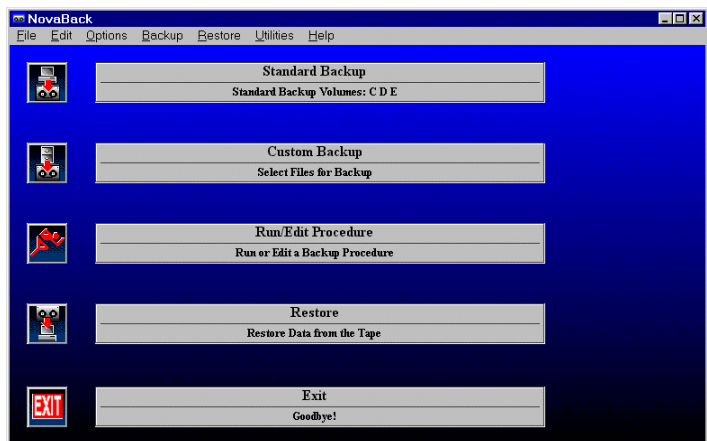 NovaBack
File Edit Options Backup Restore Utilities Help
Standard Backup
Standard Backup Volumes: C D E
Custom Backup
Select Files for Backup
Run/Edit Procedure
Run or Edit a Backup Procedure
Restore
Restore Data from the Tape
EXIT
Exit
Goodbye!